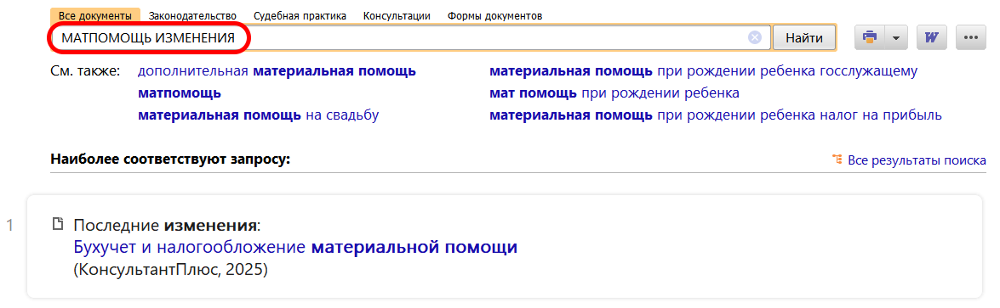 Все документы Законодательство Судебная практика Консультации Формы документов
МАТПОМОЩЬ ИЗМЕНЕНИЯ Найти W
См. также: дополнительная материальная помощь материальная помощь при рождении ребенка госслужащему
матпомощь мат помощь при рождении ребенка
материальная помощь на свадьбу материальная помощь при рождении ребенка налог на прибыль
Наиболее соответствуют запросу: Все результаты поиска
1 Последние изменения:
Бухучет и налогообложение материальной помощи
(КонсультантПлюс, 2025)